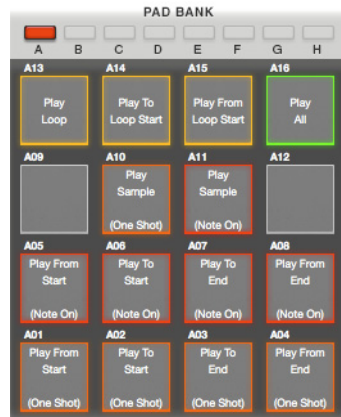 PAD BANK
A B C D E F G H
A13 A14 A15 A16
Play Play To Play From Play
Loop Loop Start Loop Start All
A09 A10 A11 A12
Play Play
Sample Sample
(One Shot) (Note On)
A05 A06 A07 A08
Play From Play To Play To Play From
Start Start End End
(Note On) (Note On) (Note On) (Note On)
A01 A02 A03 A04
Play From Play To Play To Play From
Start Start End End
(One Shot) (One Shot) (One Shot) (One Shot)